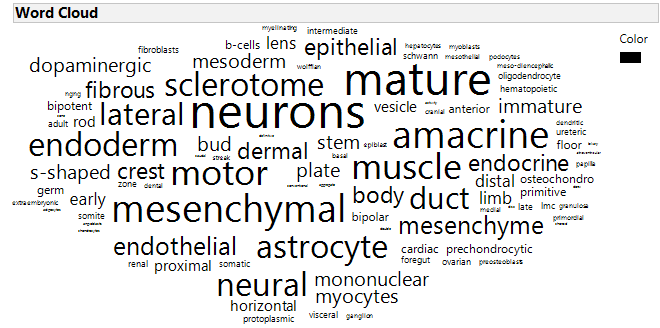 Word Cloud
Color
myelinating intermediate
fibroblasts b-cells lens epithelial hepatocytes myoblasts
dopaminergic mesoderm wolffian schwann mesothelial podocytes
meso-diencephalic
fibrous sclerotome mature oligodendrocyte
hematopoietic
bipotent lateral neurons vesicle cranial anterior immature
adult rod dendritic
ureteric
endoderm bud dermal stem epiblast amacrine floor
streak basal
s-shaped crest motor plate muscle endocrine papilla
zone dental distal osteochondro
germ early body duct limb primitive
extraembryonic mesenchymal medial late lmc granulosa
somite bipolar mesenchyme primordial
endothelial astrocyte cardiac prechondrocytic
renal proximal somatic foregut ovarian preosteoblasts
neural mononuclear
horizontal myocytes
protoplasmic visceral ganglion